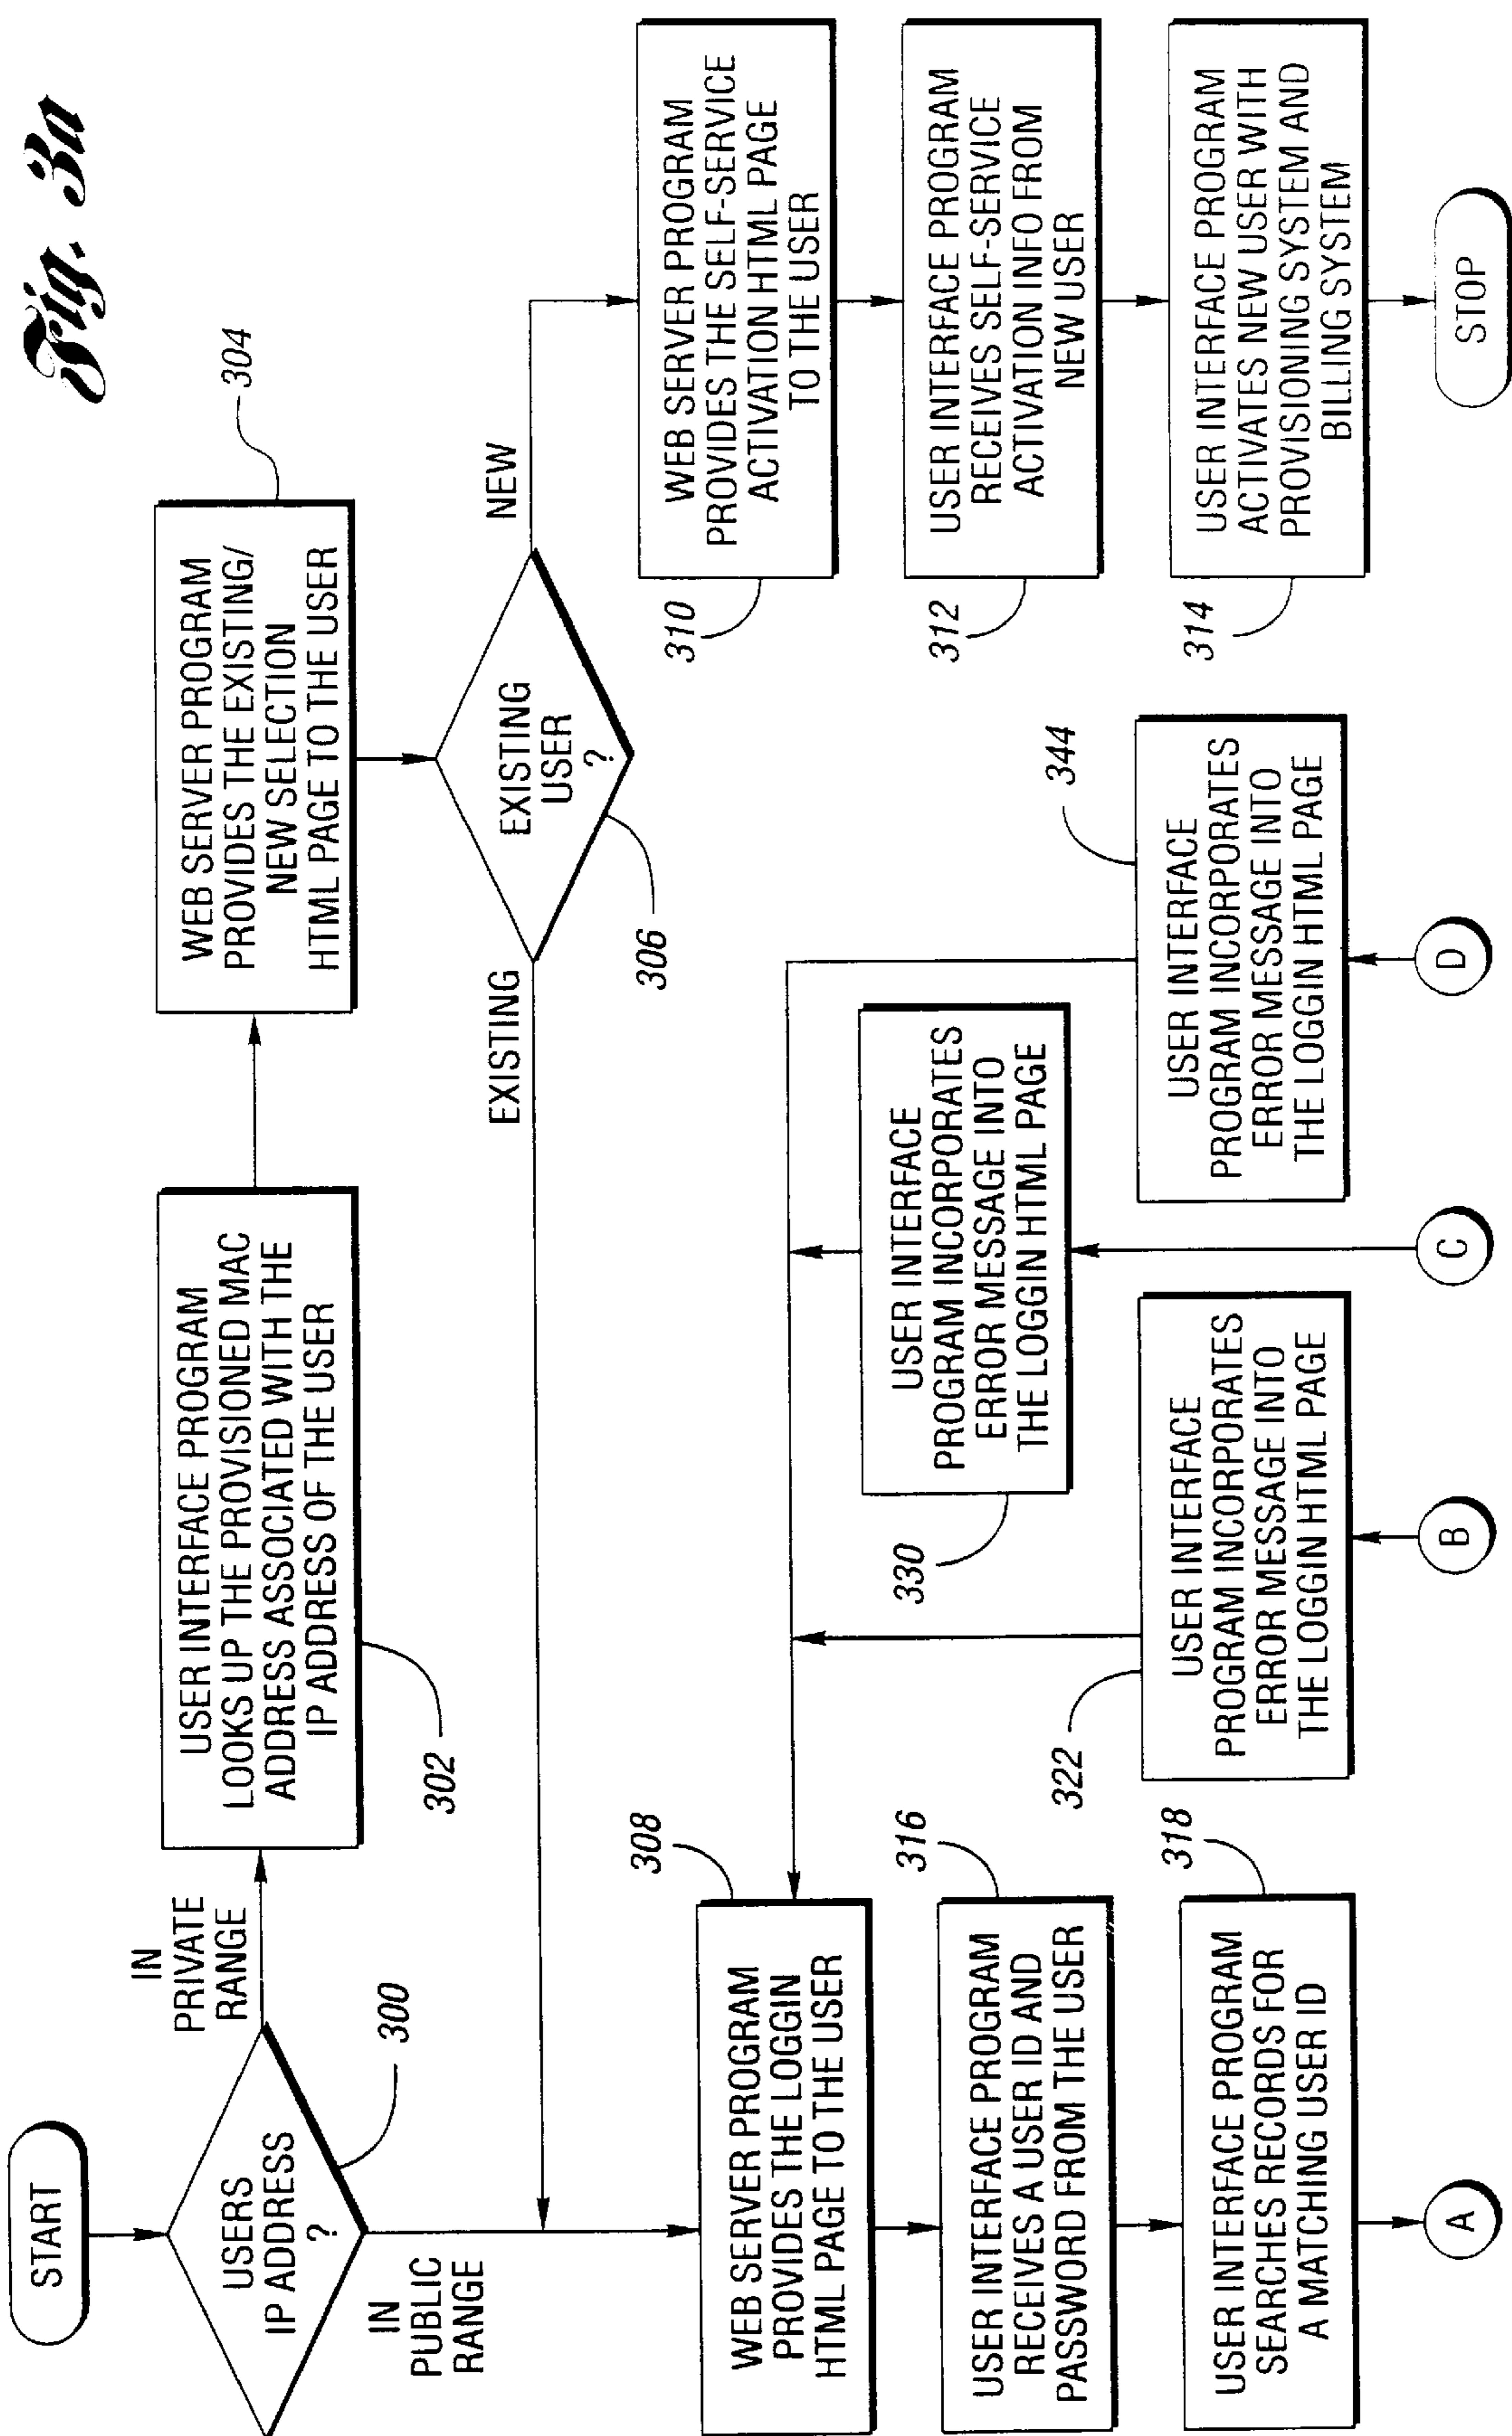 Fig. 3a
START
USERS
IP ADDRESS
?
300
IN
PRIVATE
RANGE
IN
PUBLIC
RANGE
USER INTERFACE PROGRAM
LOOKS UP THE PROVISIONED MAC
ADDRESS ASSOCIATED WITH THE
IP ADDRESS OF THE USER
302
WEB SERVER PROGRAM
PROVIDES THE EXISTING/
NEW SELECTION
HTML PAGE TO THE USER
304
EXISTING
USER
?
306
EXISTING
NEW
WEB SERVER PROGRAM
PROVIDES THE LOGGIN
HTML PAGE TO THE USER
308
WEB SERVER PROGRAM
PROVIDES THE SELF-SERVICE
ACTIVATION HTML PAGE
TO THE USER
310
USER INTERFACE PROGRAM
RECEIVES SELF-SERVICE
ACTIVATION INFO FROM
NEW USER
312
USER INTERFACE PROGRAM
ACTIVATES NEW USER WITH
PROVISIONING SYSTEM AND
BILLING SYSTEM
314
STOP
USER INTERFACE PROGRAM
RECEIVES A USER ID AND
PASSWORD FROM THE USER
316
USER INTERFACE PROGRAM
SEARCHES RECORDS FOR
A MATCHING USER ID
318
A
USER INTERFACE
PROGRAM INCORPORATES
ERROR MESSAGE INTO
THE LOGGIN HTML PAGE
322
B
USER INTERFACE
PROGRAM INCORPORATES
ERROR MESSAGE INTO
THE LOGGIN HTML PAGE
330
C
USER INTERFACE
PROGRAM INCORPORATES
ERROR MESSAGE INTO
THE LOGGIN HTML PAGE
344
D